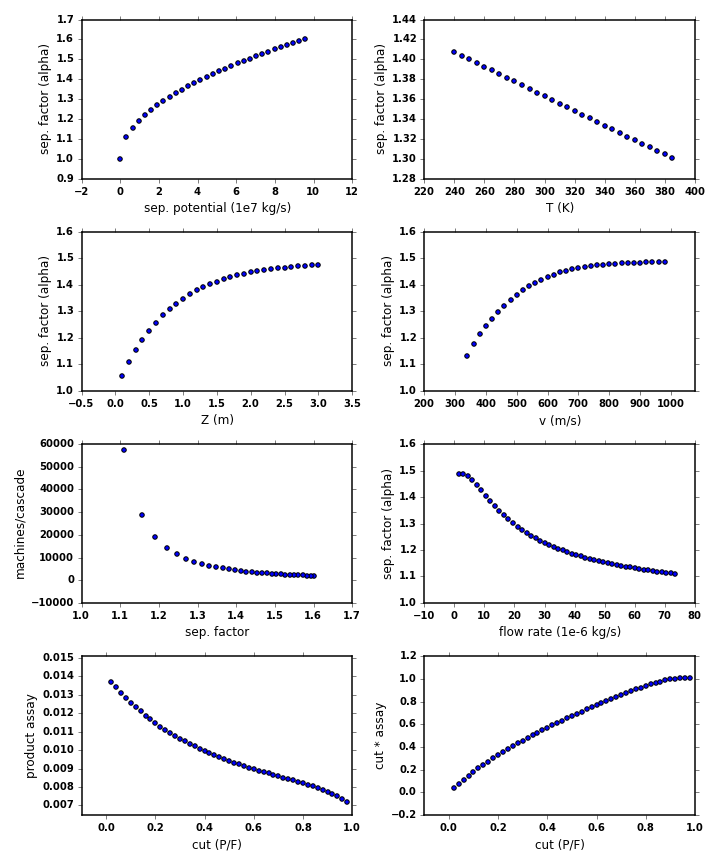 1.7
1.6
1.5
1.4
1.3
1.2
1.1
1.0
0.9
sep. factor (alpha)
−2 0 2 4 6 8 10 12
sep. potential (1e7 kg/s)
1.44
1.42
1.40
1.38
1.36
1.34
1.32
1.30
1.28
sep. factor (alpha)
220 240 260 280 300 320 340 360 380 400
T (K)
1.6
1.5
1.4
1.3
1.2
1.1
1.0
sep. factor (alpha)
−0.5 0.0 0.5 1.0 1.5 2.0 2.5 3.0 3.5
Z (m)
1.6
1.5
1.4
1.3
1.2
1.1
1.0
sep. factor (alpha)
200 300 400 500 600 700 800 900 1000
v (m/s)
60000
50000
40000
30000
20000
10000
0
−10000
machines/cascade
1.0 1.1 1.2 1.3 1.4 1.5 1.6 1.7
sep. factor
1.6
1.5
1.4
1.3
1.2
1.1
1.0
sep. factor (alpha)
−10 0 10 20 30 40 50 60 70 80
flow rate (1e-6 kg/s)
0.015
0.014
0.013
0.012
0.011
0.010
0.009
0.008
0.007
product assay
0.0 0.2 0.4 0.6 0.8 1.0
cut (P/F)
1.2
1.0
0.8
0.6
0.4
0.2
0.0
−0.2
cut * assay
0.0 0.2 0.4 0.6 0.8 1.0
cut (P/F)